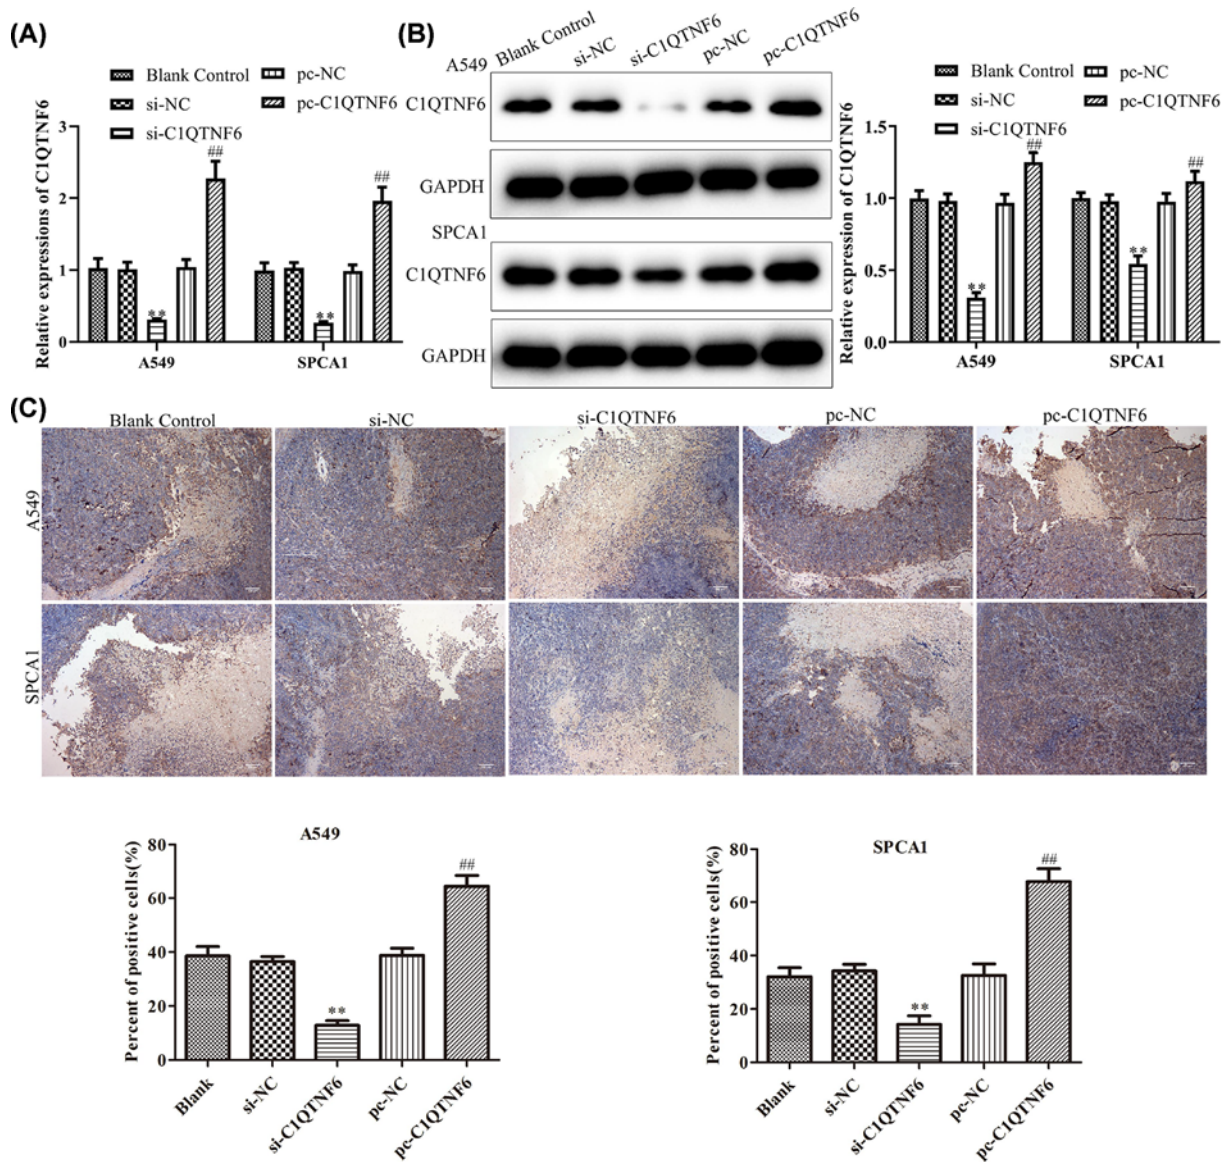 (A)
Blank Control
pc-NC
si-NC
pc-C1QTNF6
si-C1QTNF6
Relative expressions of C1QTNF6
3
2
1
0
##
##
**
**
A549
SPCA1
(B)
Blank Control
si-NC
si-C1QTNF6
pc-NC
pc-C1QTNF6
A549
C1QTNF6
GAPDH
SPCA1
C1QTNF6
GAPDH
Blank Control
pc-NC
si-NC
pc-C1QTNF6
si-C1QTNF6
Relative expression of C1QTNF6
1.5
1.0
0.5
0.0
##
##
**
**
A549
SPCA1
(C)
Blank Control
si-NC
si-C1QTNF6
pc-NC
pc-C1QTNF6
A549
SPCA1
A549
Percent of positive cells(%)
80
60
40
20
0
##
**
Blank
si-NC
si-C1QTNF6
pc-NC
pc-C1QTNF6
SPCA1
Percent of positive cells(%)
80
60
40
20
0
##
**
Blank
si-NC
si-C1QTNF6
pc-NC
pc-C1QTNF6